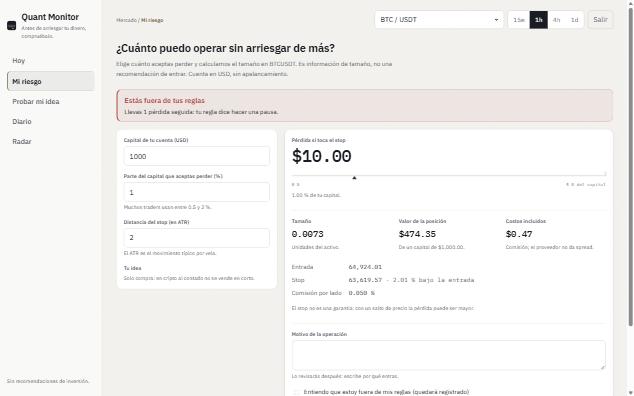 Quant Monitor
Antes de arriesgar tu dinero,
compruébalo.
Hoy
Mi riesgo
Probar mi idea
Diario
Radar
Sin recomendaciones de inversión.
Mercado / Mi riesgo
BTC / USDT
15m 1h 4h 1d
Salir
¿Cuánto puedo operar sin arriesgar de más?
Elige cuánto aceptas perder y calculamos el tamaño en BTCUSDT. Es información de tamaño, no una
recomendación de entrar. Cuenta en USD, sin apalancamiento.
Estás fuera de tus reglas
Llevas 1 pérdida seguida: tu regla dice hacer una pausa.
Capital de tu cuenta (USD)
1000
Parte del capital que aceptas perder (%)
1
Muchos traders usan entre 0.5 y 2 %.
Distancia del stop (en ATR)
2
El ATR es el movimiento típico por vela.
Tu idea
Solo compra: en cripto al contado no se vende en corto.
Pérdida si toca el stop
$10.00
1.00 % de tu capital.
Tamaño
0.0073
Unidades del activo.
Valor de la posición
$474.35
De un capital de $1,000.00.
Costos incluidos
$0.47
Comisión; el proveedor no da spread.
Entrada 64,924.01
Stop 63,619.57 · 2.01 % bajo la entrada
Comisión por lado 0.050 %
El stop no es una garantía: con un salto de precio la pérdida puede ser mayor.
Motivo de la operación
Lo revisarás después: escribe por qué entras.
Entiendo que estoy fuera de mis reglas (quedará registrado)